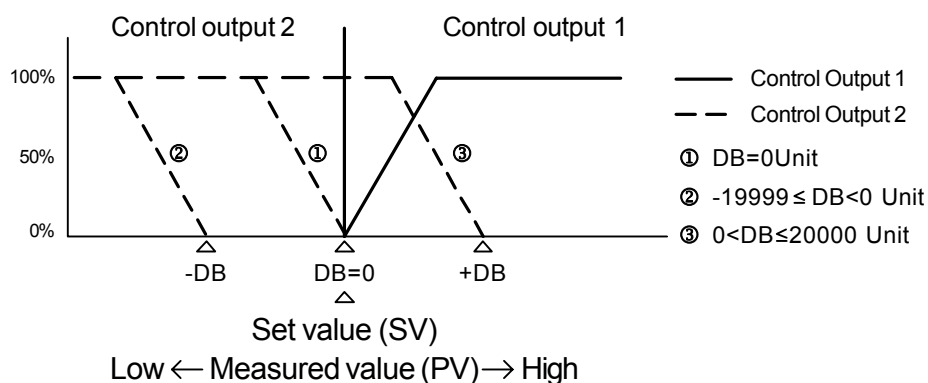 Control output 2
Control output 1
100%
50%
0%
②
①
③
Control Output 1
Control Output 2
① DB=0Unit
② -19999≤ DB<0 Unit
③ 0<DB≤20000 Unit
-DB
DB=0
+DB
Set value (SV)
Low ← Measured value (PV) → High